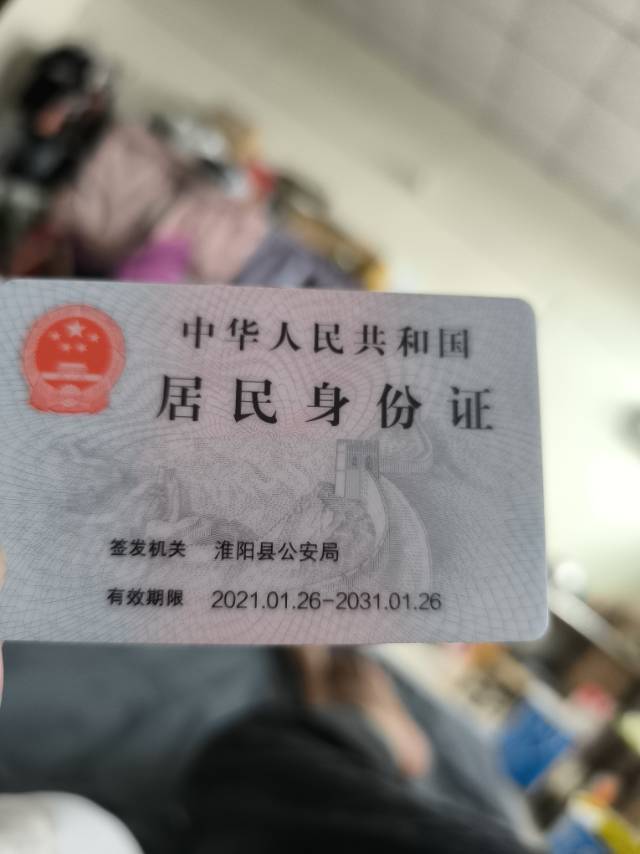 中华人民共和国
居民身份证
签发机关 淮阳县公安局
有效期限 2021.01.26-2031.01.26